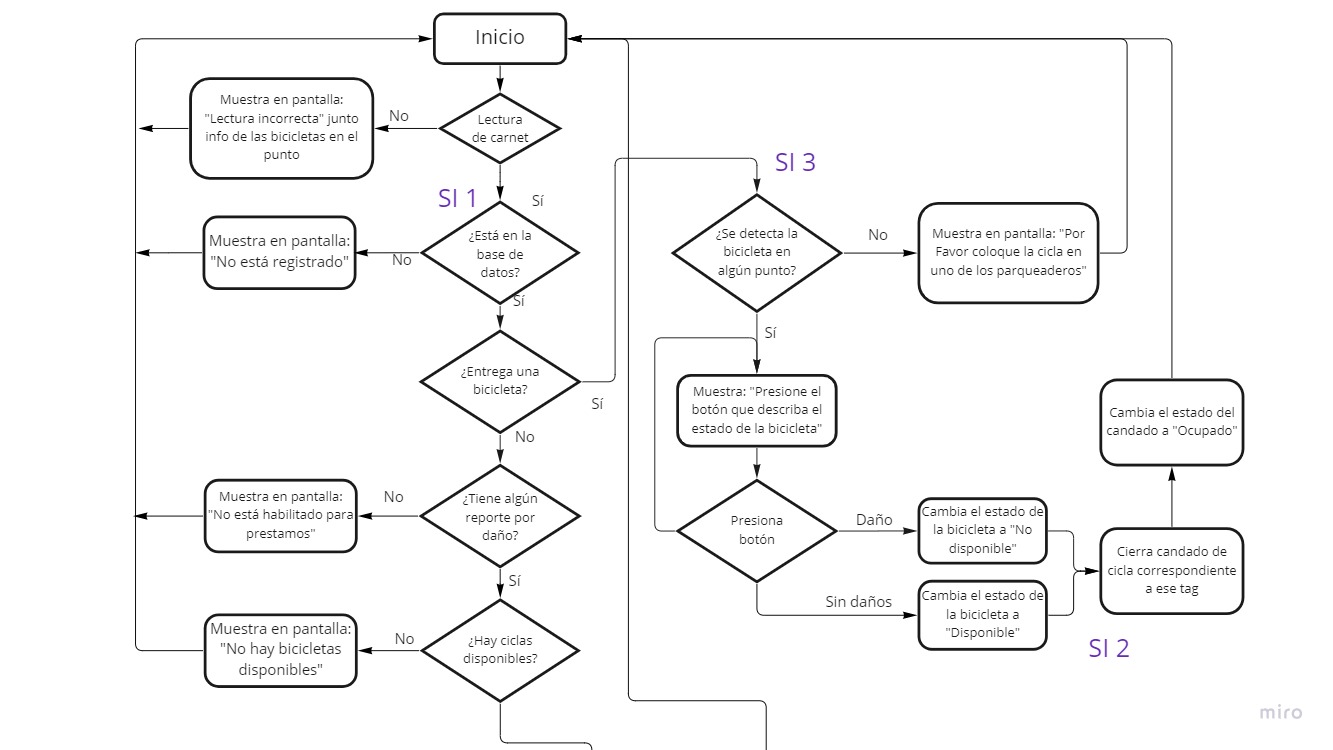 Inicio
Muestra en pantalla:
"Lectura incorrecta" junto
info de las bicicletas en el
punto
No
Lectura
de carnet
SI 1
Sí
Muestra en pantalla:
"No está registrado"
No
¿Está en la
base de
datos?
Sí
¿Entrega una
bicicleta?
Sí
No
Muestra en pantalla:
"No está habilitado para
prestamos"
No
¿Tiene algún
reporte por
daño?
Sí
Muestra en pantalla:
"No hay bicicletas
disponibles"
No
¿Hay ciclas
disponibles?
SI 3
¿Se detecta la
bicicleta en
algún punto?
No
Muestra en pantalla: "Por
Favor coloque la cicla en
uno de los parqueaderos"
Sí
Muestra: "Presione el
botón que describa el
estado de la bicicleta"
Presiona
botón
Daño
Cambia el estado de
la bicicleta a "No
disponible"
Sin daños
Cambia el estado de
la bicicleta a
"Disponible"
Cierra candado de
cicla correspondiente
a ese tag
Cambia el estado del
candado a "Ocupado"
SI 2
miro